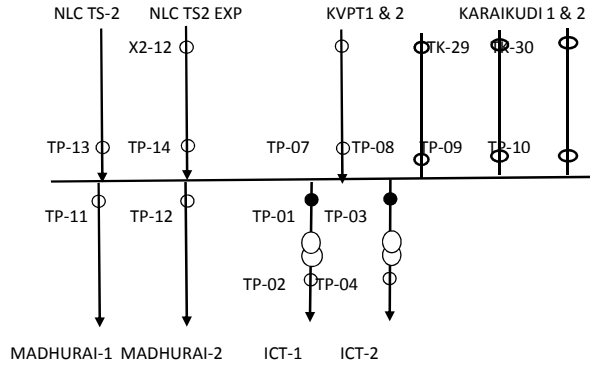 NLC TS-2 NLC TS2 EXP KVPT1 & 2 KARAIKUDI 1 & 2
X2-12 TK-29 TK-30
TP-13 TP-14 TP-07 TP-08 TP-09 TP-10
TP-11 TP-12 TP-01 TP-03
TP-02 TP-04
MADHURAI-1 MADHURAI-2 ICT-1 ICT-2